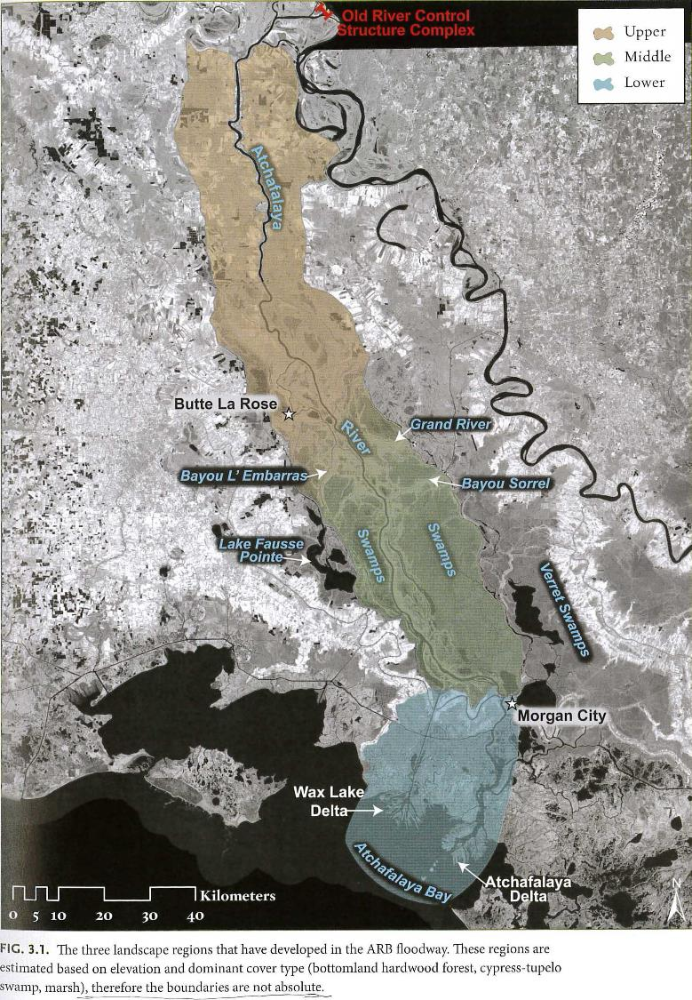 Old River Control
Structure Complex
Upper
Middle
Lower
Atchafalaya
Butte La Rose
River
Grand River
Bayou L' Embarras
Bayou Sorrel
Lake Fausse
Pointe
Swamps
Swamps
Verret Swamps
Morgan City
Wax Lake
Delta
Atchafalaya Bay
Atchafalaya
Delta
Kilometers
0 5 10 20 30 40
N
FIG. 3.1. The three landscape regions that have developed in the ARB floodway. These regions are
estimated based on elevation and dominant cover type (bottomland hardwood forest, cypress-tupelo
swamp, marsh), therefore the boundaries are not absolute.